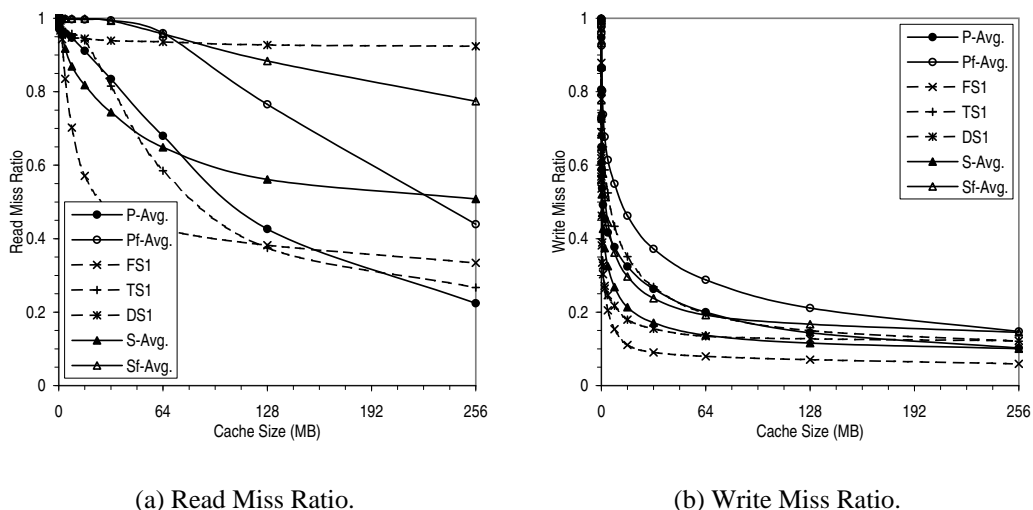 1
0.8
0.6
0.4
0.2
0
Read Miss Ratio
P-Avg.
Pf-Avg.
FS1
TS1
DS1
S-Avg.
Sf-Avg.
0 64 128 192 256
Cache Size (MB)
(a) Read Miss Ratio.
1
0.8
0.6
0.4
0.2
0
Write Miss Ratio
P-Avg.
Pf-Avg.
FS1
TS1
DS1
S-Avg.
Sf-Avg.
0 64 128 192 256
Cache Size (MB)
(b) Write Miss Ratio.